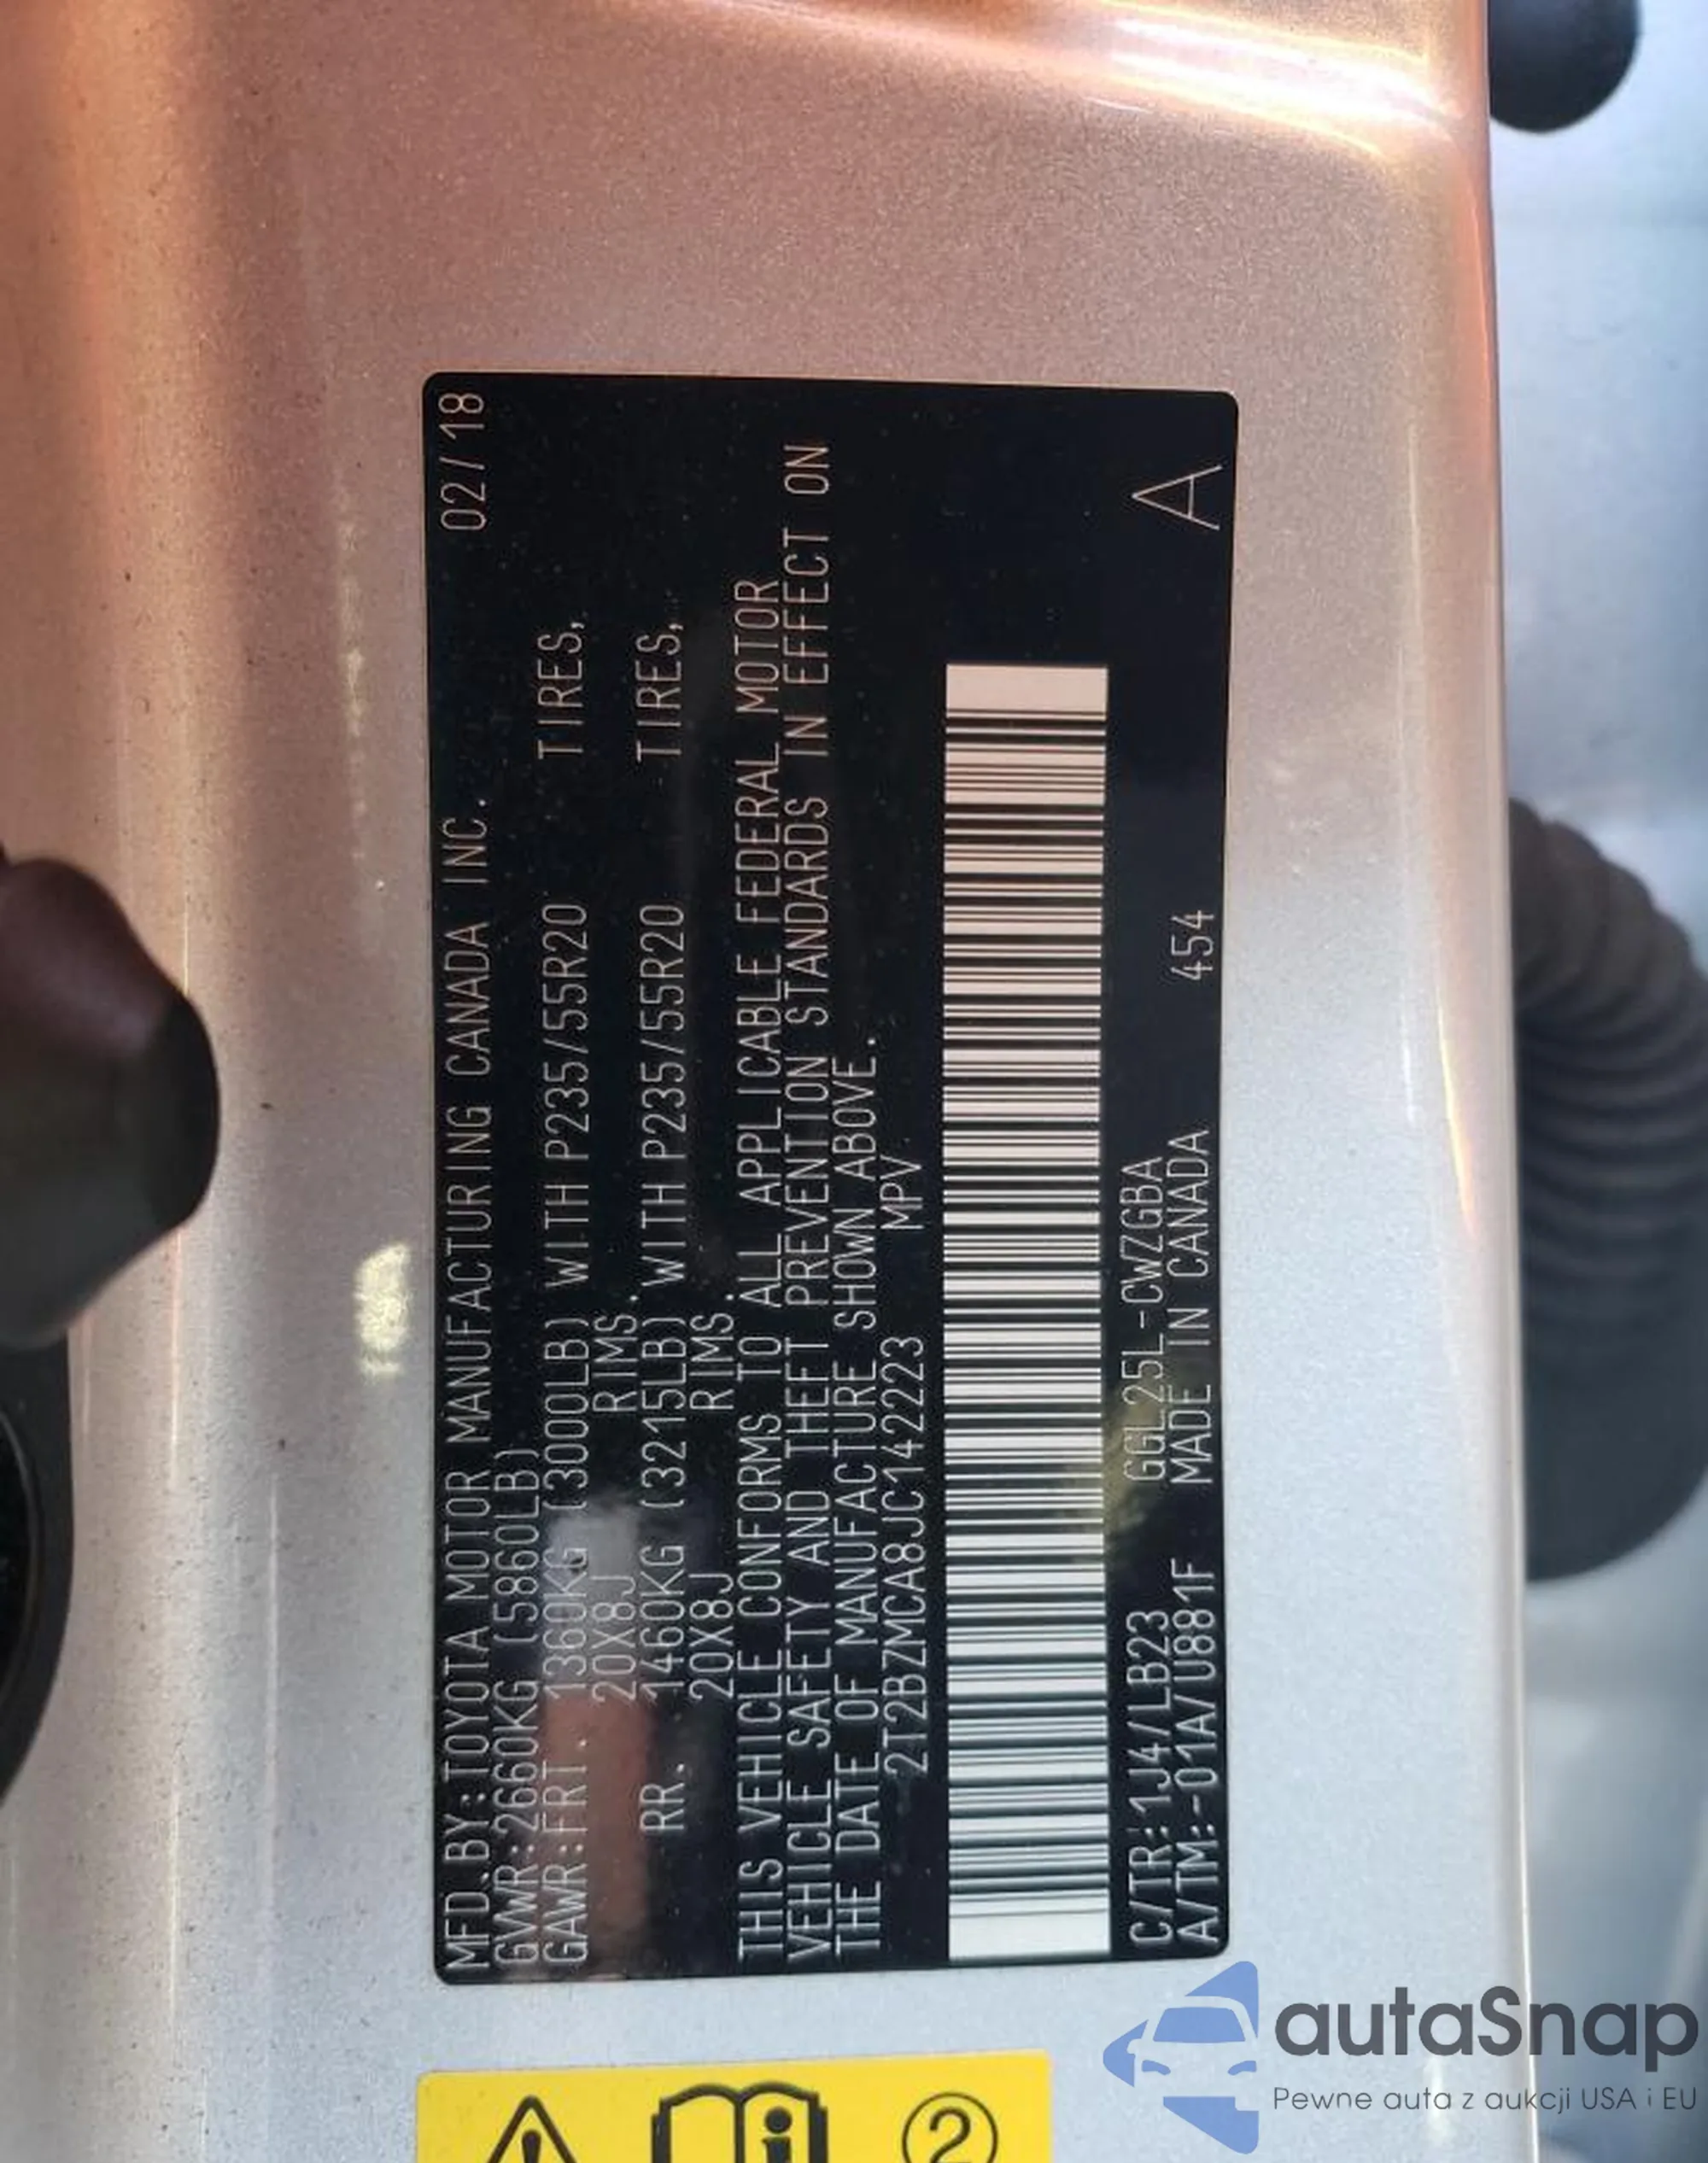 MFD.BY:TOYOTA MOTOR MANUFACTURING CANADA INC. 02/18
GVWR:2660KG (5860LB)
GAWR:FRT. 1360KG (3000LB) WITH P235/55R20 TIRES,
20X8J RIMS.
RR. 1460KG (3215LB) WITH P235/55R20 TIRES,
20X8J RIMS.
THIS VEHICLE CONFORMS TO ALL APPLICABLE FEDERAL MOTOR
VEHICLE SAFETY AND THEFT PREVENTION STANDARDS IN EFFECT ON
THE DATE OF MANUFACTURE SHOWN ABOVE.
2T2BZMCA8JC142223 MPV
C/TR:1J4/LB23 GGL25L-CWZGBA
A/TM:-01A/U881F MADE IN CANADA 454
A
2
autaSnap
Pewne auta z aukcji USA i EU